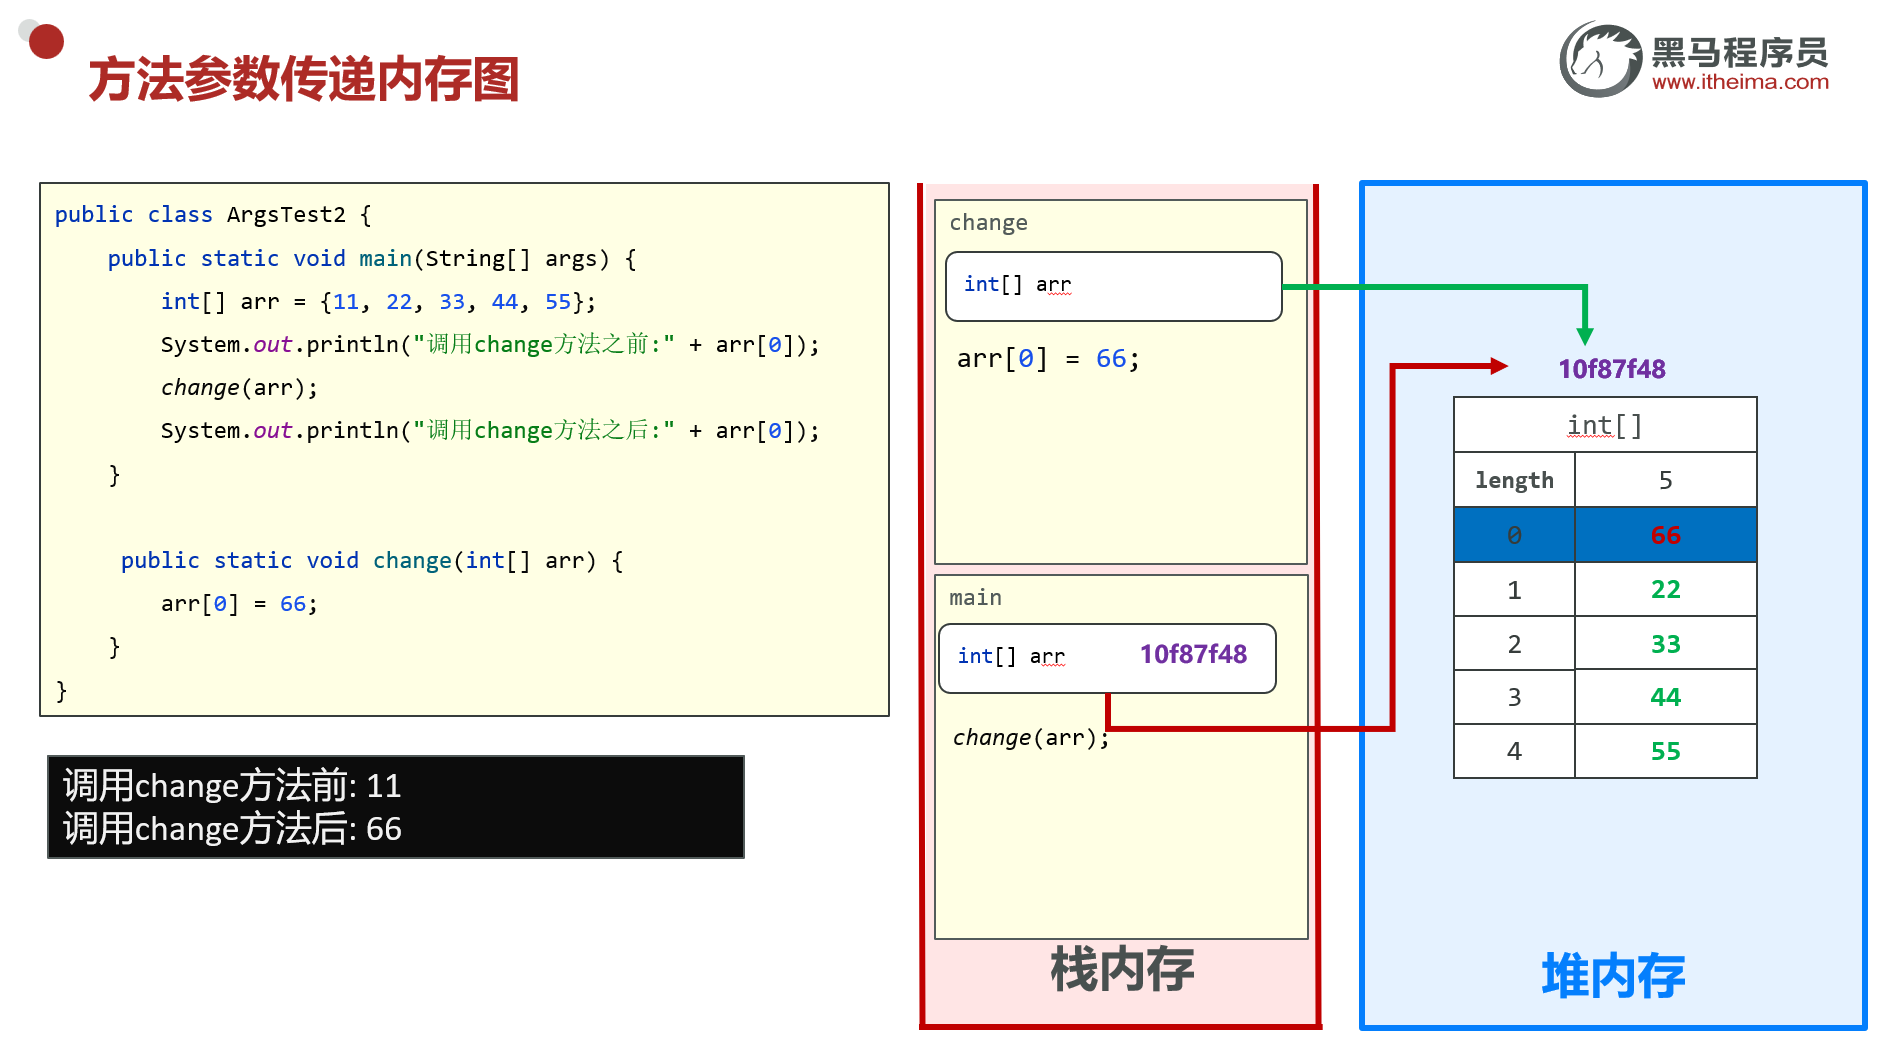 方法参数传递内存图
黑马程序员
www.itheima.com
public class ArgsTest2 {
    public static void main(String[] args) {
        int[] arr = {11, 22, 33, 44, 55};
        System.out.println("调用change方法之前:" + arr[0]);
        change(arr);
        System.out.println("调用change方法之后:" + arr[0]);
    }
     public static void change(int[] arr) {
        arr[0] = 66;
    }
}
调用change方法前: 11
调用change方法后: 66
change
int[] arr
arr[0] = 66;
main
int[] arr 10f87f48
change(arr);
栈内存
10f87f48
int[]
length 5
0 66
1 22
2 33
3 44
4 55
堆内存